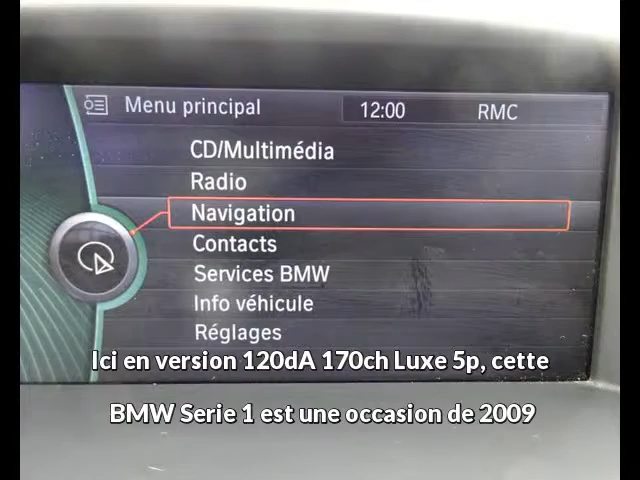 Menu principal 12:00 RMC
CD/Multimédia
Radio
Navigation
Contacts
Services BMW
Info véhicule
Réglages
Ici en version 120dA 170ch Luxe 5p, cette
BMW Serie 1 est une occasion de 2009